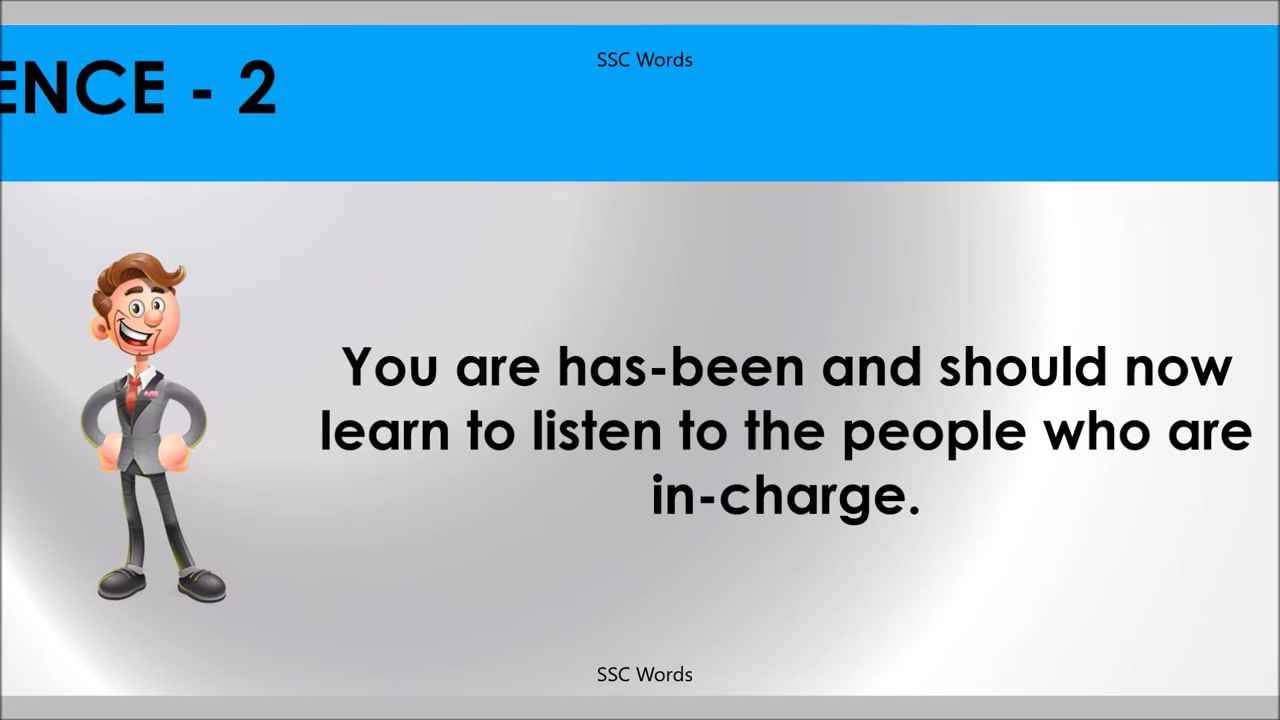 SSC Words
ENCE - 2
You are has-been and should now
learn to listen to the people who are
in-charge.
SSC Words